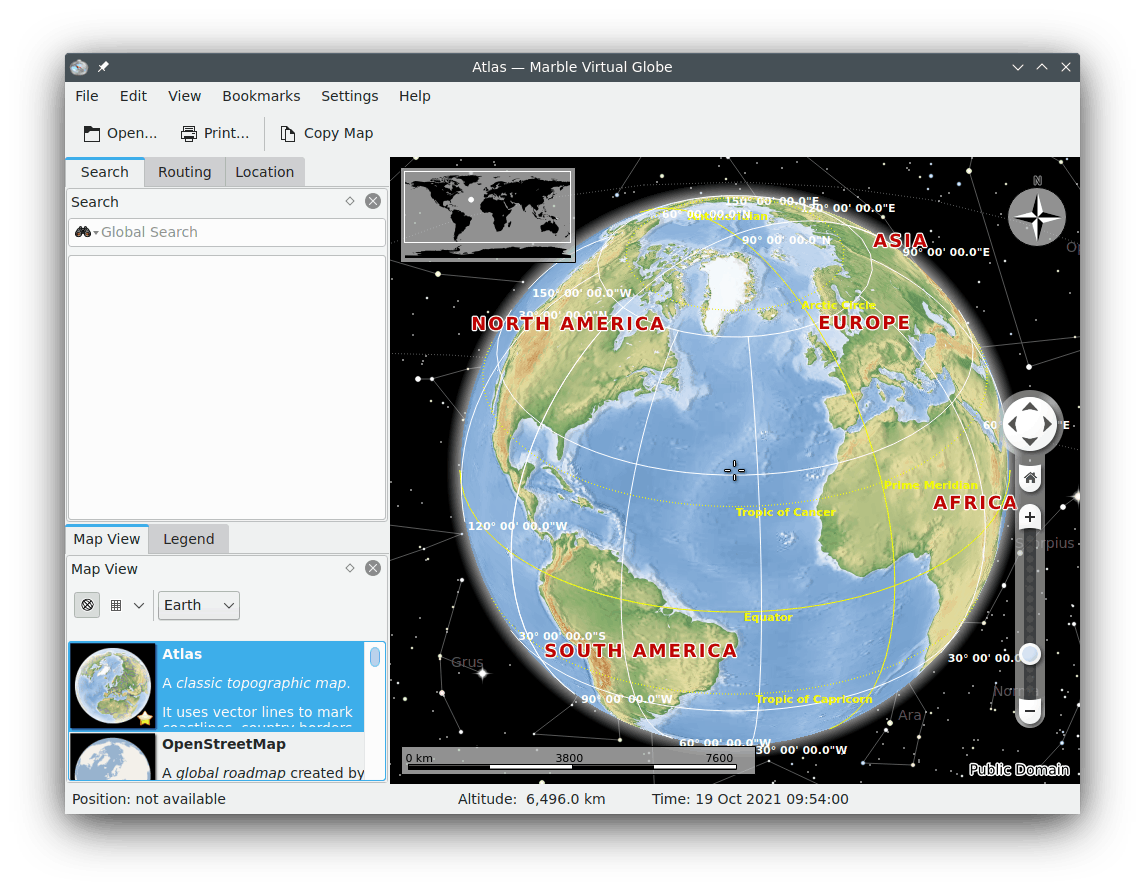 Atlas — Marble Virtual Globe
File Edit View Bookmarks Settings Help
Open... Print... Copy Map
Search Routing Location
Search
Global Search
Map View Legend
Map View
Earth
Atlas
A classic topographic map.
It uses vector lines to mark
coastlines, country borders
OpenStreetMap
A global roadmap created by
N
150° 00' 00.0"E
120° 00' 00.0"E
60° 00' 00.0"N
90° 00' 00.0"N
ASIA
90° 00' 00.0"E
150° 00' 00.0"W
Arctic Circle
30° 00' 00.0"N
NORTH AMERICA
EUROPE
60
"E
Prime Meridian
AFRICA
Tropic of Cancer
120° 00' 00.0"W
Scorpius
Equator
30° 00' 00.0"S
SOUTH AMERICA
30° 00' 00.0
Grus
90° 00' 00.0"W
Tropic of Capricorn
Ara
60° 00' 00.0"W
30° 00' 00.0"W
0 km 3800 7600
Public Domain
Position: not available Altitude: 6,496.0 km Time: 19 Oct 2021 09:54:00